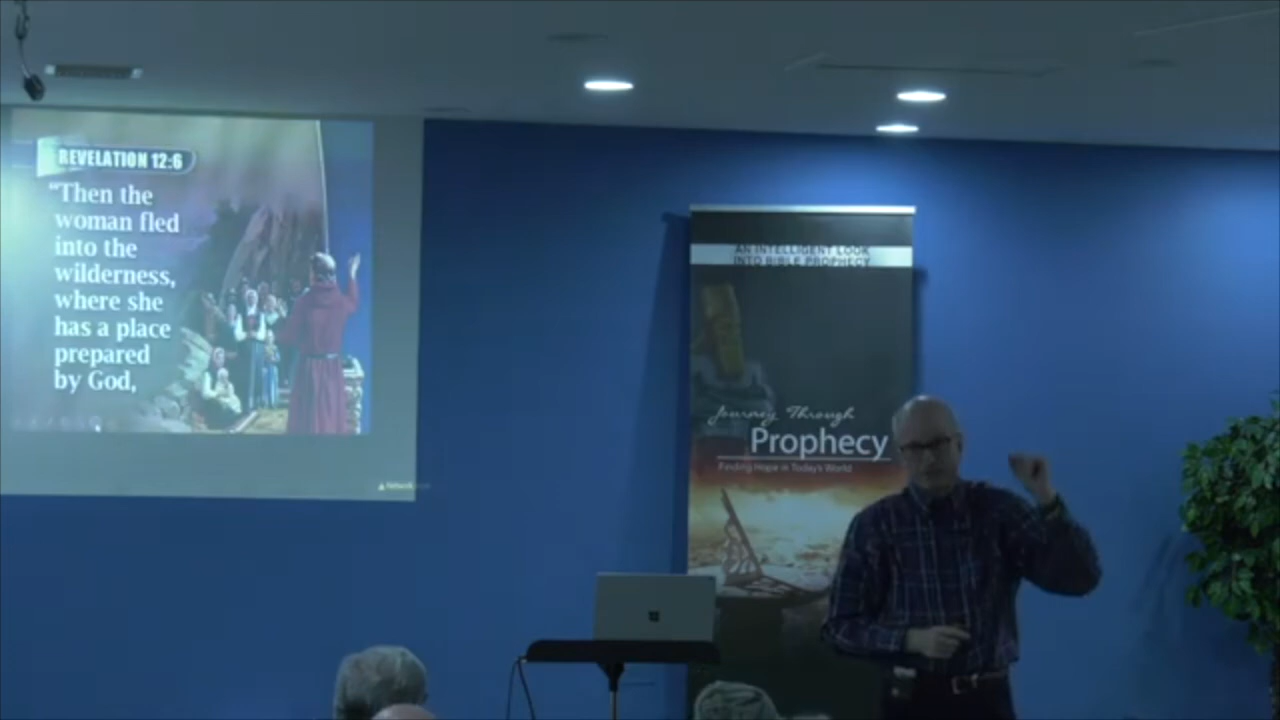 REVELATION 12:6
“Then the
woman fled
into the
wilderness,
where she
has a place
prepared
by God,
AN INTELLIGENT LOOK
INTO BIBLE PROPHECY
Journey Through
Prophecy
Finding Hope in Today's World